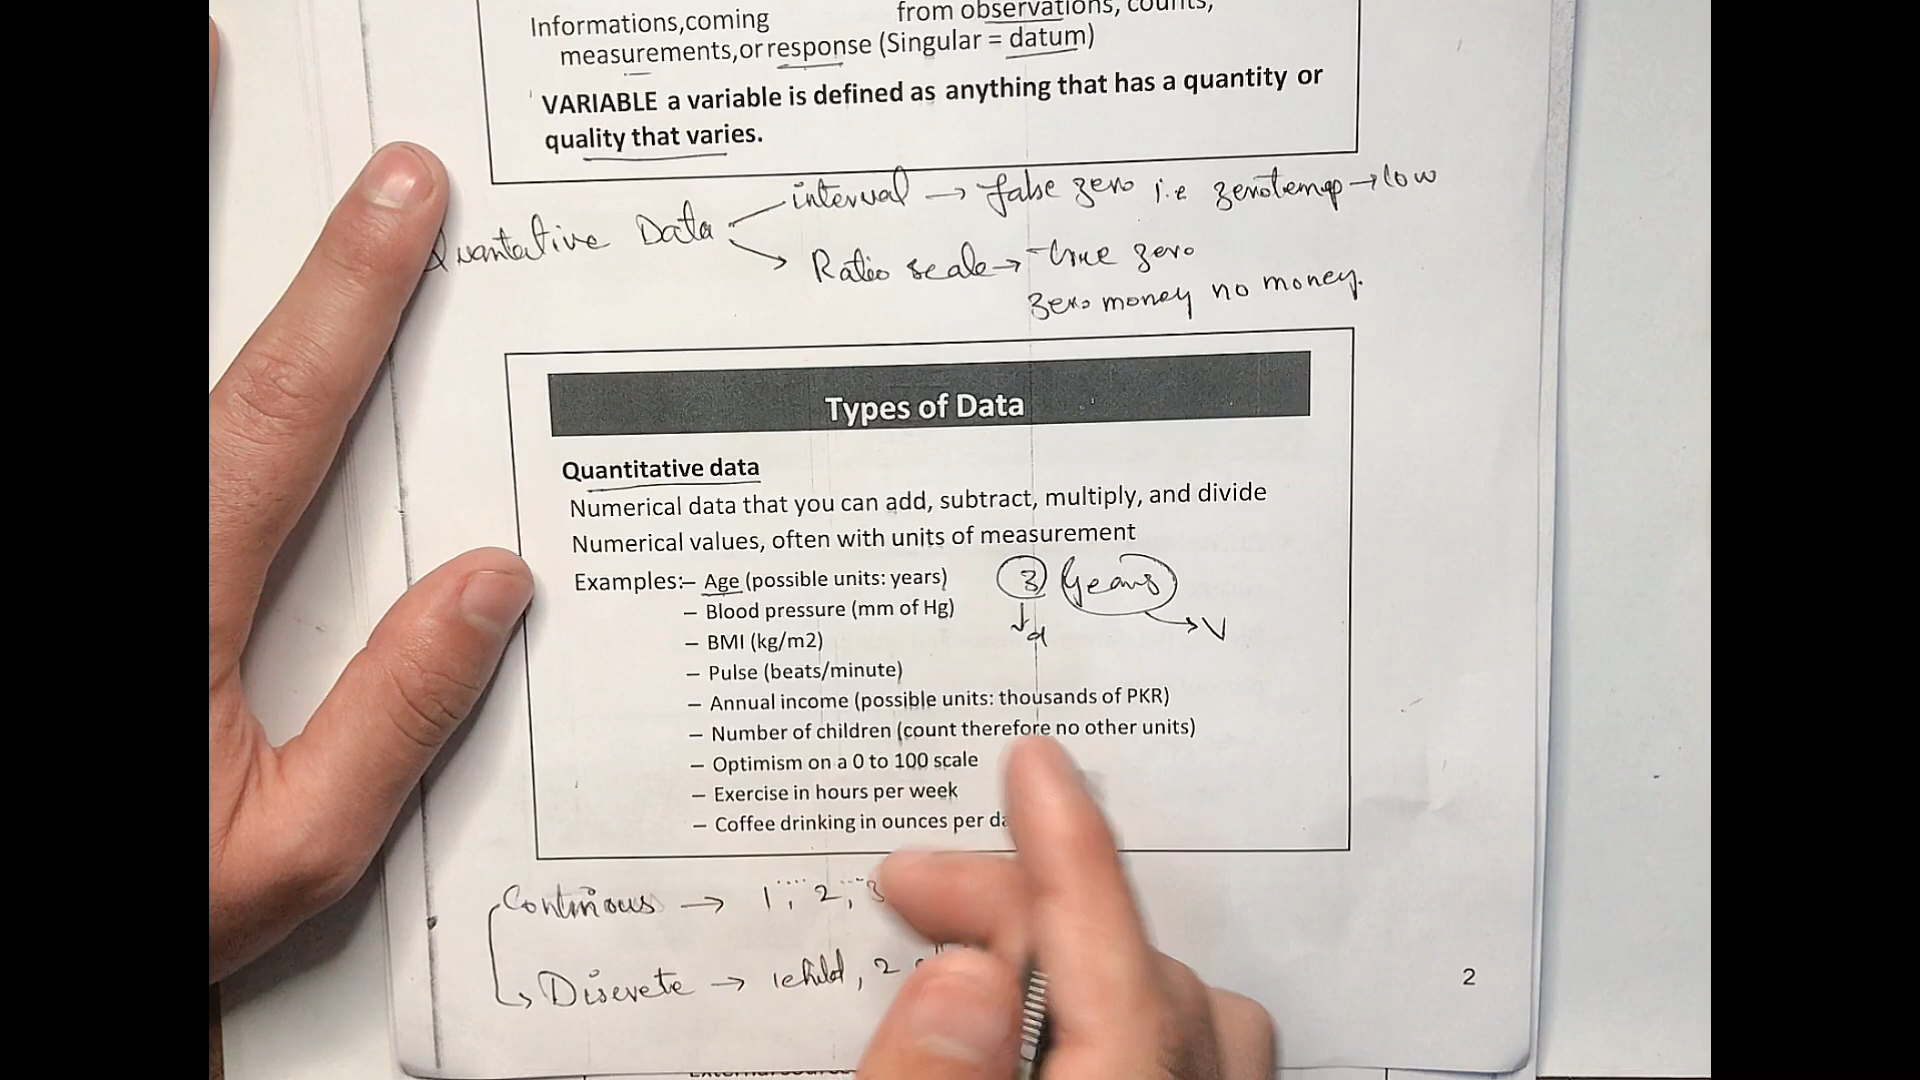 Informations,coming from observations, counts,
measurements,or response (Singular = datum)
VARIABLE a variable is defined as anything that has a quantity or
quality that varies.
Quantative Data
interval → false zero i.e zero temp → low
Ratio scale → true zero
zero money no money.
Types of Data
Quantitative data
Numerical data that you can add, subtract, multiply, and divide
Numerical values, often with units of measurement
Examples:– Age (possible units: years)
3 years
d
V
– Blood pressure (mm of Hg)
– BMI (kg/m2)
– Pulse (beats/minute)
– Annual income (possible units: thousands of PKR)
– Number of children (count therefore no other units)
– Optimism on a 0 to 100 scale
– Exercise in hours per week
– Coffee drinking in ounces per
Continous → 1, 2, 3
Discrete → 1child, 2
2